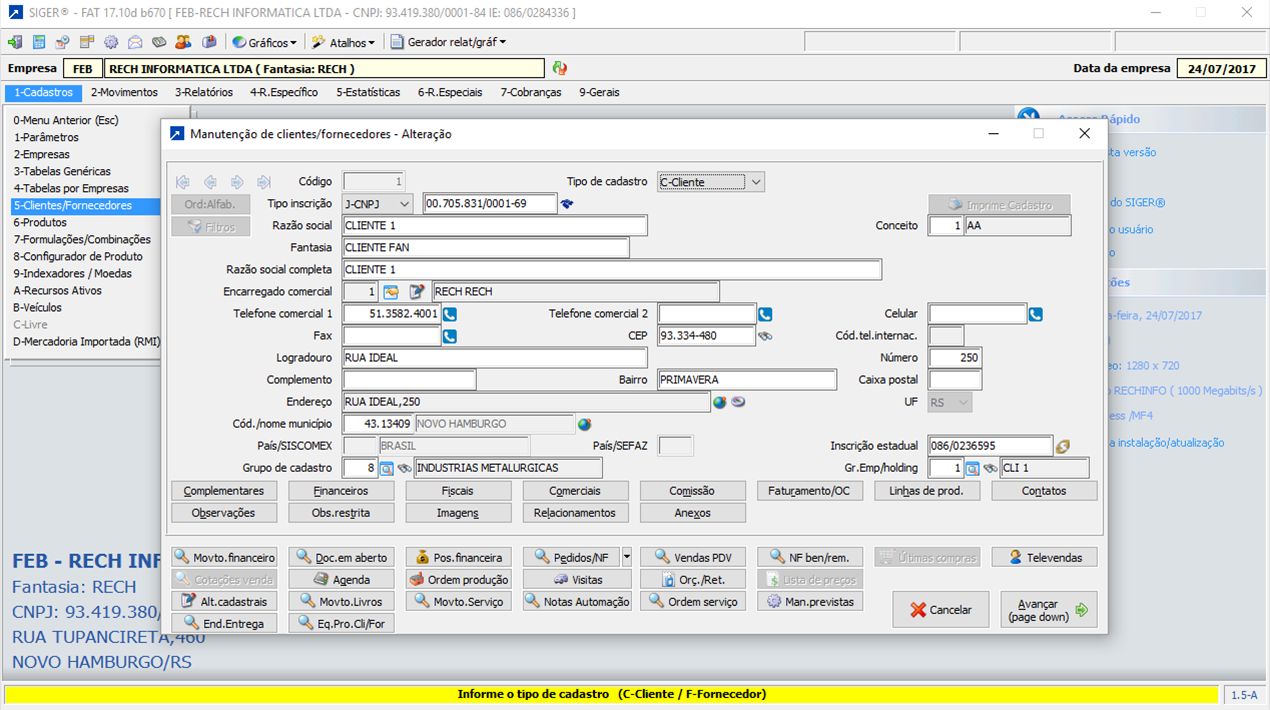 SIGER® - FAT 17.10d b670 [ FEB-RECH INFORMATICA LTDA - CNPJ: 93.419.380/0001-84 IE: 086/0284336 ]
Gráficos Atalhos Gerador relat/gráf
Empresa FEB RECH INFORMATICA LTDA ( Fantasia: RECH ) Data da empresa 24/07/2017
1-Cadastros 2-Movimentos 3-Relatórios 4-R.Específico 5-Estatísticas 6-R.Especiais 7-Cobranças 9-Gerais
0-Menu Anterior (Esc)
1-Parâmetros
2-Empresas
3-Tabelas Genéricas
4-Tabelas por Empresas
5-Clientes/Fornecedores
6-Produtos
7-Formulações/Combinações
8-Configurador de Produto
9-Indexadores / Moedas
A-Recursos Ativos
B-Veículos
C-Livre
D-Mercadoria Importada (RMI)
Manutenção de clientes/fornecedores - Alteração
Código 1 Tipo de cadastro C-Cliente
Ord:Alfab. Tipo inscrição J-CNPJ 00.705.831/0001-69 Imprime Cadastro
Filtros Razão social CLIENTE 1 Conceito 1 AA
Fantasia CLIENTE FAN
Razão social completa CLIENTE 1
Encarregado comercial 1 RECH RECH
Telefone comercial 1 51.3582.4001 Telefone comercial 2 Celular
Fax CEP 93.334-480 Cód.tel.internac.
Logradouro RUA IDEAL Número 250
Complemento Bairro PRIMAVERA Caixa postal
Endereço RUA IDEAL,250 UF RS
Cód./nome município 43.13409 NOVO HAMBURGO
País/SISCOMEX BRASIL País/SEFAZ Inscrição estadual 086/0236595
Grupo de cadastro 8 INDUSTRIAS METALURGICAS Gr.Emp/holding 1 CLI 1
Complementares Financeiros Fiscais Comerciais Comissão Faturamento/OC Linhas de prod. Contatos
Observações Obs.restrita Imagens Relacionamentos Anexos
Movto.financeiro Doc.em aberto Pos.financeira Pedidos/NF Vendas PDV NF ben/rem. Últimas compras Televendas
Cotações venda Agenda Ordem produção Visitas Orç./Ret. Lista de preços
Alt.cadastrais Movto.Livros Movto.Serviço Notas Automação Ordem serviço Man.previstas Cancelar Avançar
(page down)
End.Entrega Eq.Pro.Cli/For
Rápido
sta versão
do SIGER®
o usuário
o
ões
a-feira, 24/07/2017
eo: 1280 x 720
o RECHINFO ( 1000 Megabits/s )
ess /MF4
a instalação/atualização
FEB - RECH INF
Fantasia: RECH
CNPJ: 93.419.380/
RUA TUPANCIRETA,460
NOVO HAMBURGO/RS
Informe o tipo de cadastro (C-Cliente / F-Fornecedor) 1.5-A